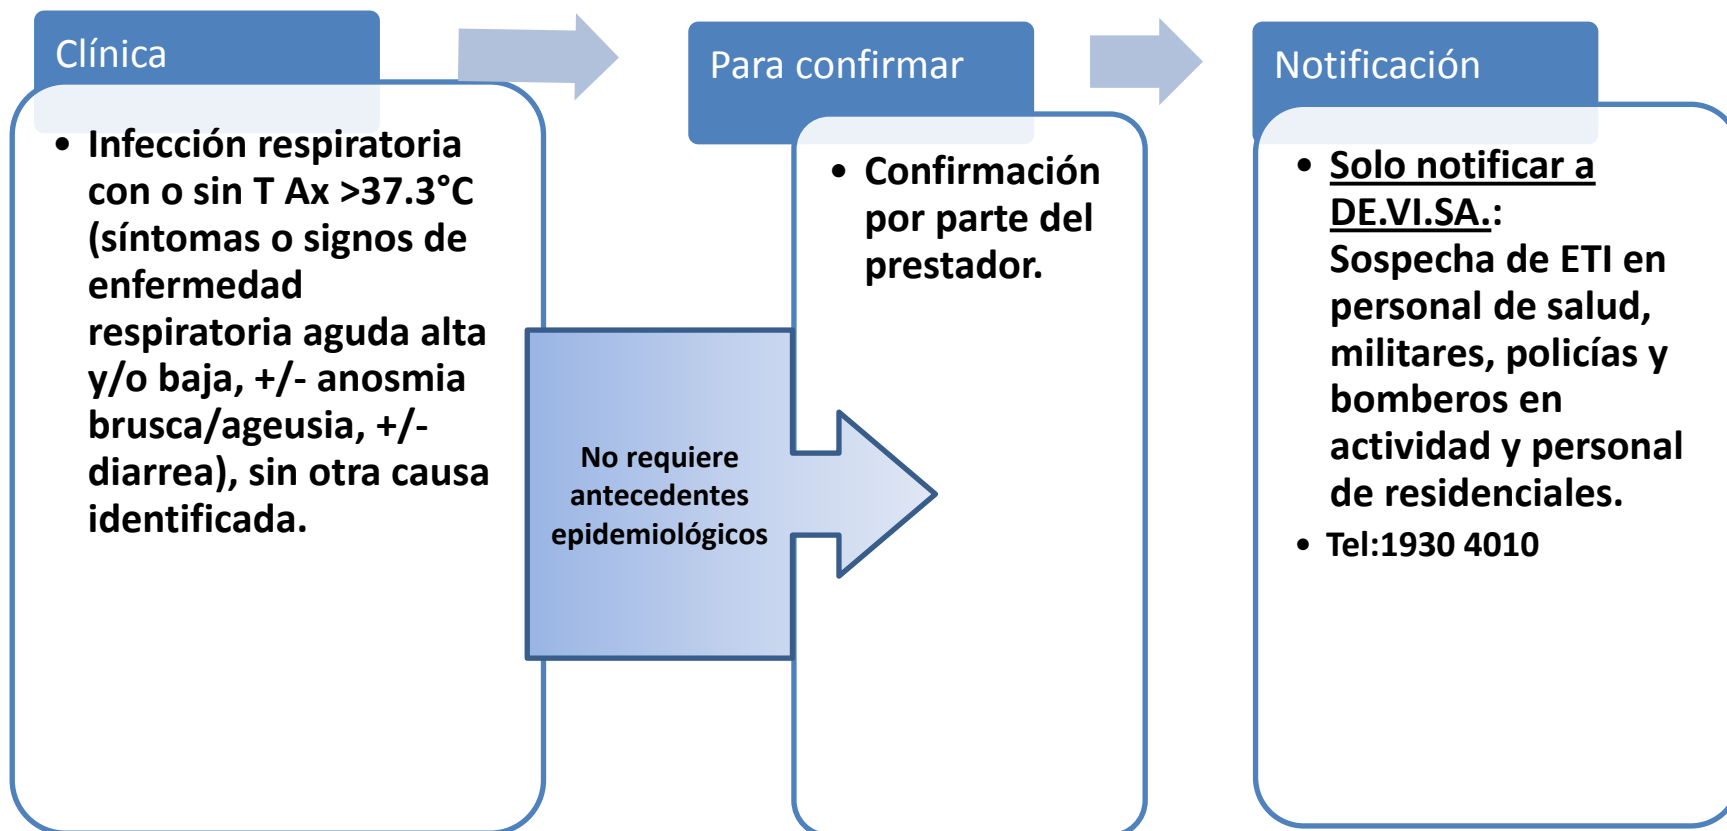 Clínica
• Infección respiratoria
con o sin T Ax >37.3°C
(síntomas o signos de
enfermedad
respiratoria aguda alta
y/o baja, +/- anosmia
brusca/ageusia, +/-
diarrea), sin otra causa
identificada.
No requiere
antecedentes
epidemiológicos
Para confirmar
• Confirmación
por parte del
prestador.
Notificación
• Solo notificar a
DE.VI.SA.:
Sospecha de ETI en
personal de salud,
militares, policías y
bomberos en
actividad y personal
de residenciales.
• Tel:1930 4010